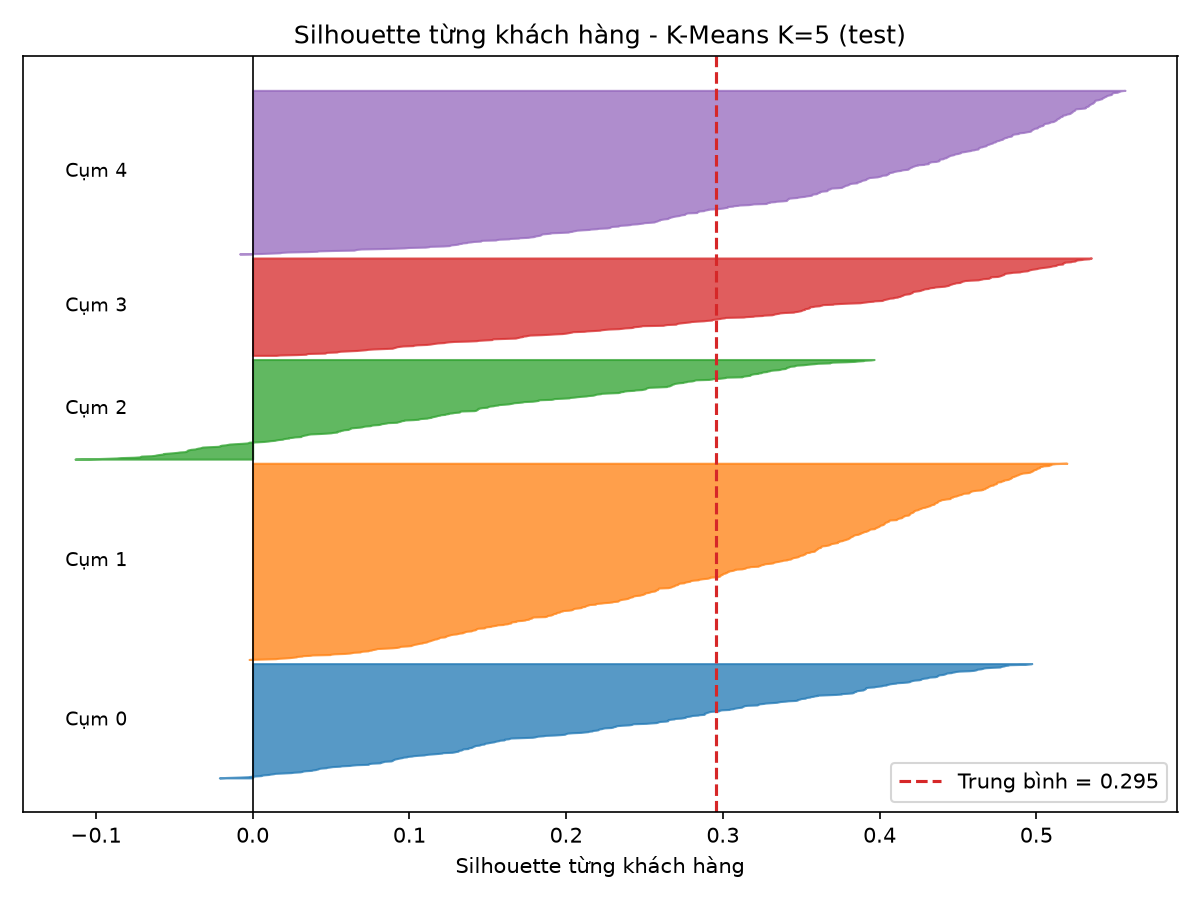 Silhouette từng khách hàng - K-Means K=5 (test)
Cụm 4
Cụm 3
Cụm 2
Cụm 1
Cụm 0
Trung bình = 0.295
−0.1 0.0 0.1 0.2 0.3 0.4 0.5
Silhouette từng khách hàng